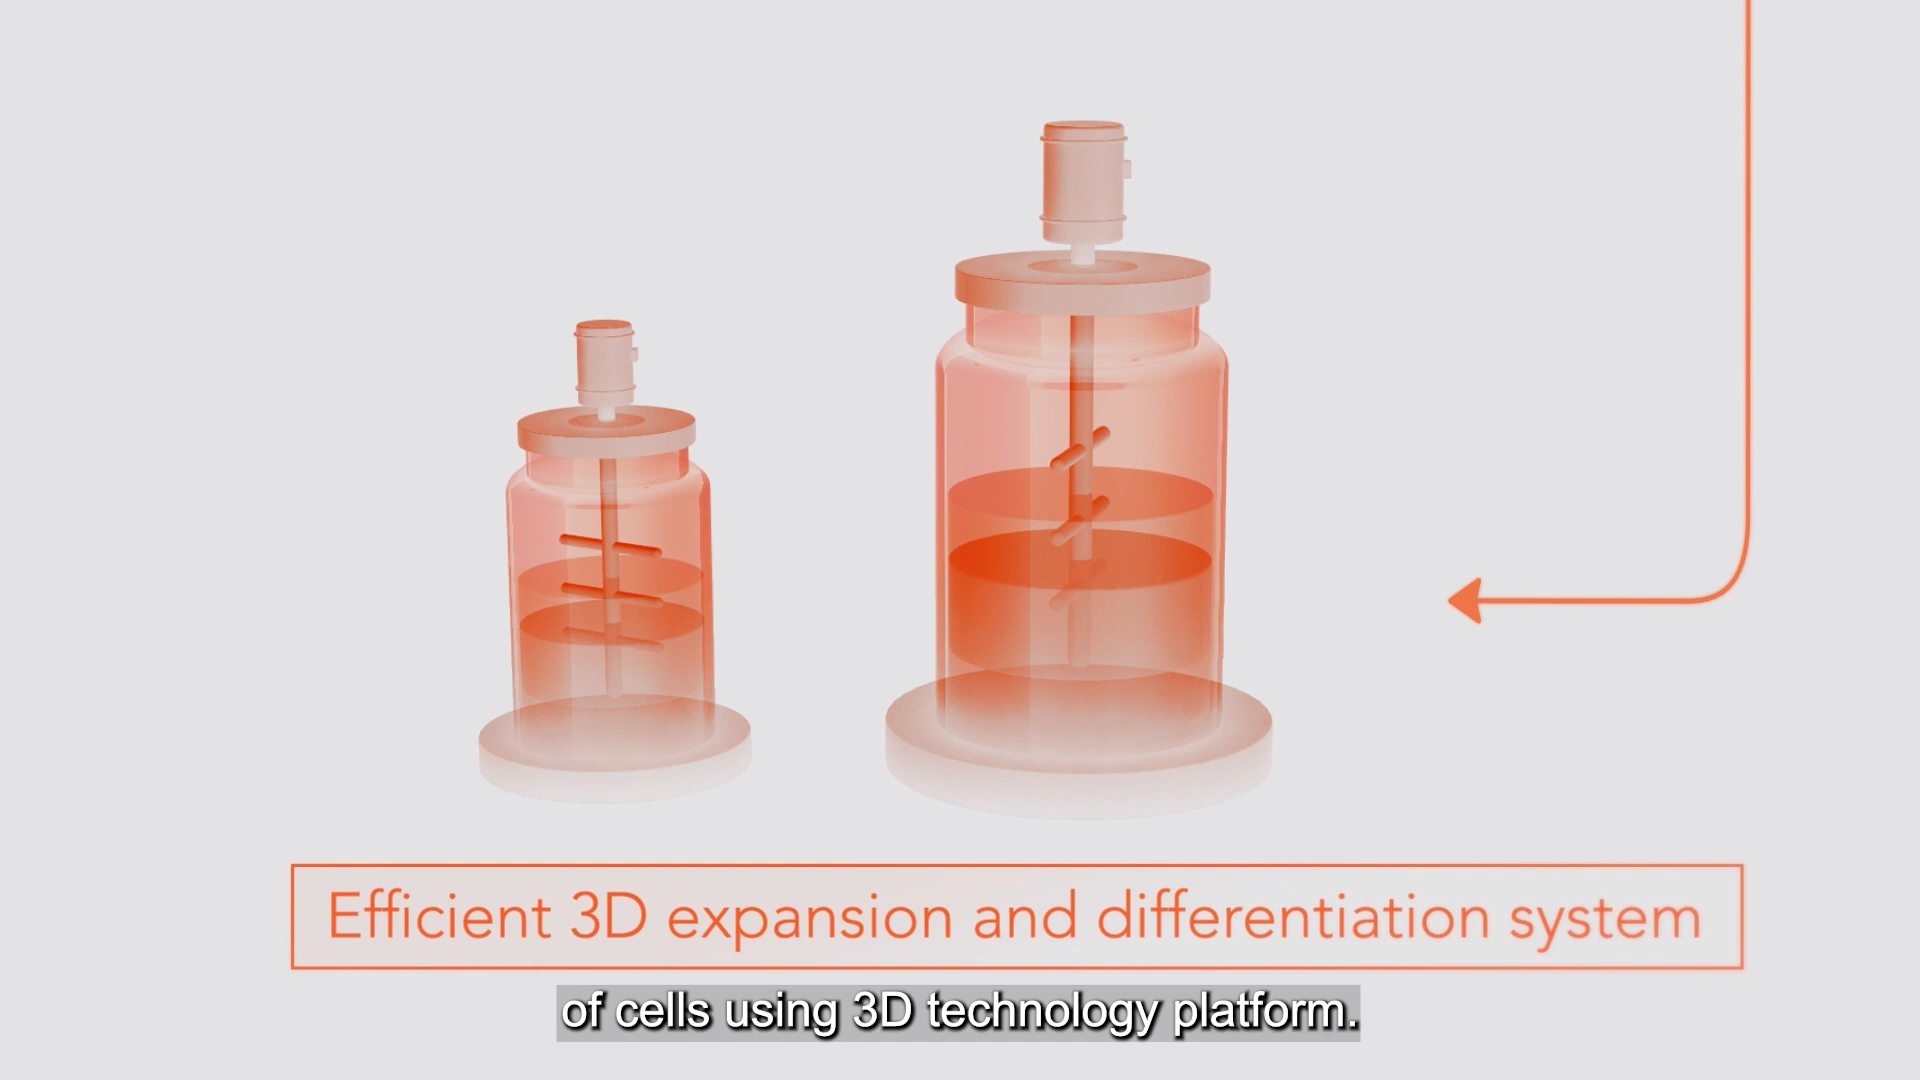 Efficient 3D expansion and differentiation system
of cells using 3D technology platform.